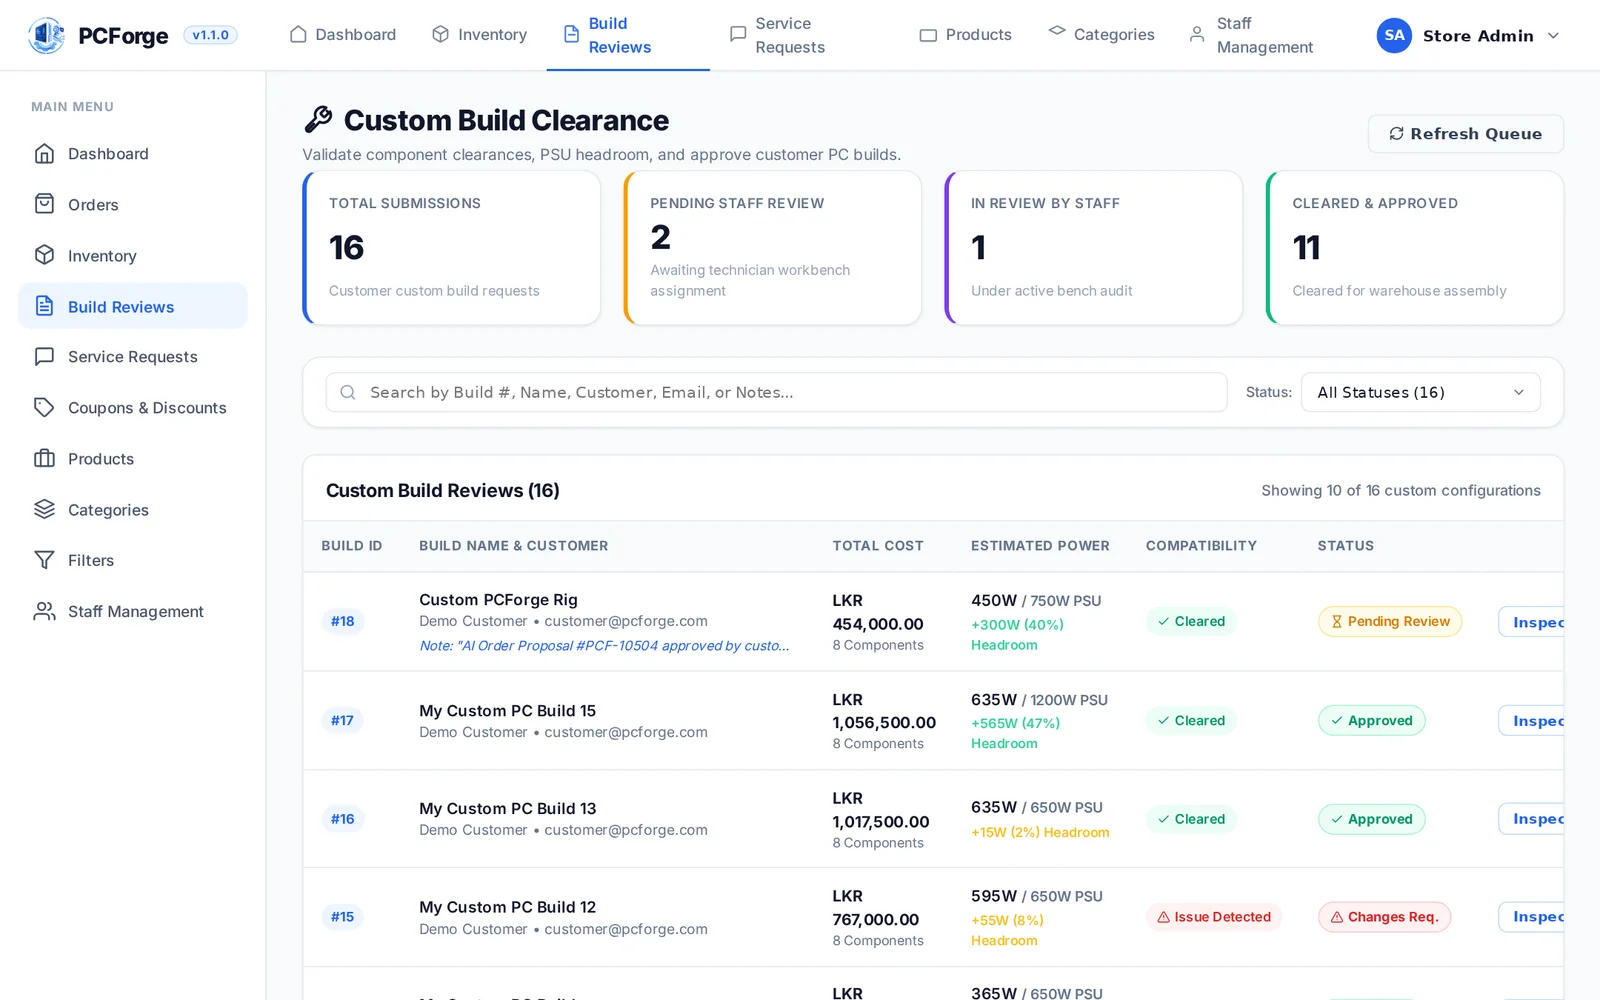 PCForge v1.1.0
Dashboard
Inventory
Build
Reviews
Service
Requests
Products
Categories
Staff
Management
SA Store Admin
MAIN MENU
Dashboard
Orders
Inventory
Build Reviews
Service Requests
Coupons & Discounts
Products
Categories
Filters
Staff Management
Custom Build Clearance
Validate component clearances, PSU headroom, and approve customer PC builds.
Refresh Queue
TOTAL SUBMISSIONS
16
Customer custom build requests
PENDING STAFF REVIEW
2
Awaiting technician workbench
assignment
IN REVIEW BY STAFF
1
Under active bench audit
CLEARED & APPROVED
11
Cleared for warehouse assembly
Search by Build #, Name, Customer, Email, or Notes...
Status: All Statuses (16)
Custom Build Reviews (16)
Showing 10 of 16 custom configurations
BUILD ID BUILD NAME & CUSTOMER TOTAL COST ESTIMATED POWER COMPATIBILITY STATUS
#18
Custom PCForge Rig
Demo Customer • customer@pcforge.com
Note: "AI Order Proposal #PCF-10504 approved by custo...
LKR
454,000.00
8 Components
450W / 750W PSU
+300W (40%)
Headroom
Cleared
Pending Review
Inspec
#17
My Custom PC Build 15
Demo Customer • customer@pcforge.com
LKR
1,056,500.00
8 Components
635W / 1200W PSU
+565W (47%)
Headroom
Cleared
Approved
Inspec
#16
My Custom PC Build 13
Demo Customer • customer@pcforge.com
LKR
1,017,500.00
8 Components
635W / 650W PSU
+15W (2%) Headroom
Cleared
Approved
Inspec
#15
My Custom PC Build 12
Demo Customer • customer@pcforge.com
LKR
767,000.00
8 Components
595W / 650W PSU
+55W (8%)
Headroom
Issue Detected
Changes Req.
Inspec
LKR
365W / 650W PSU